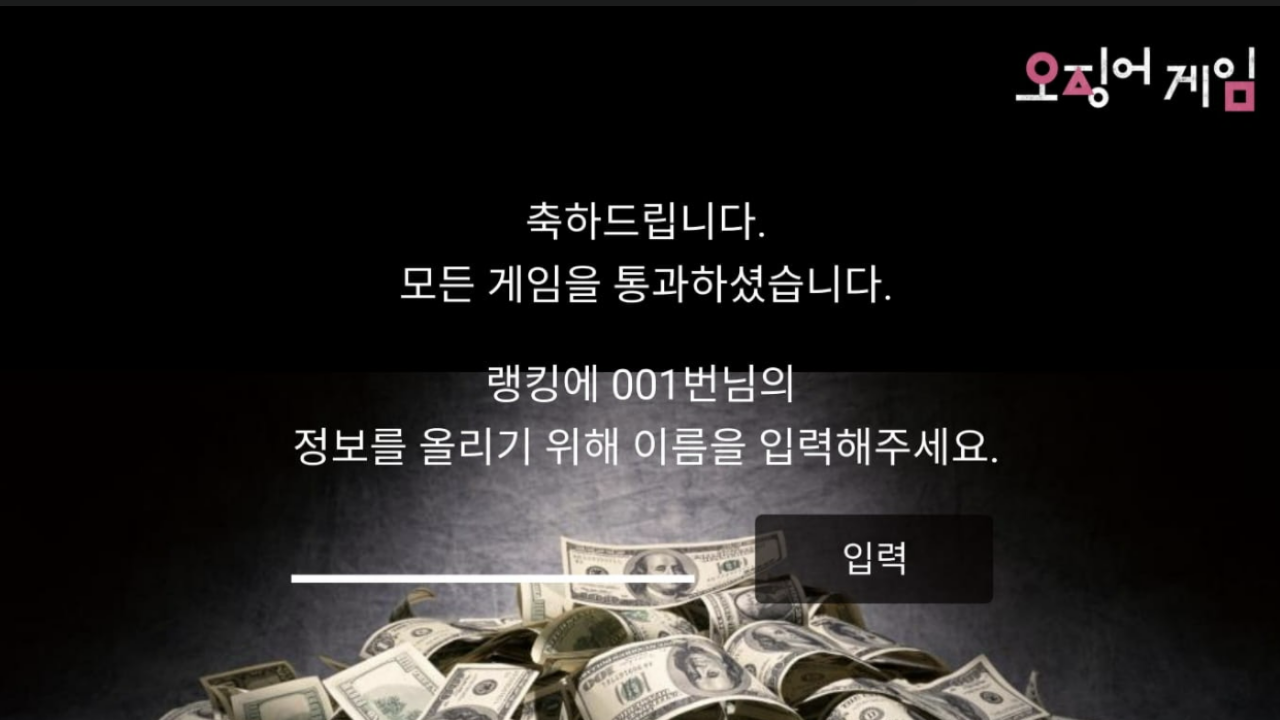 오징어 게임
축하드립니다.
모든 게임을 통과하셨습니다.
랭킹에 001번님의
정보를 올리기 위해 이름을 입력해주세요.
입력